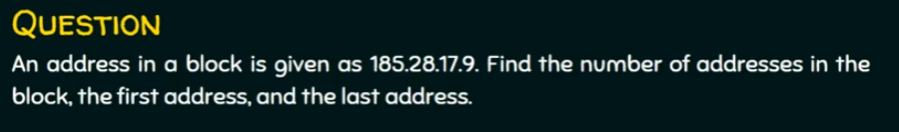 QUESTION
An address in a block is given as 185.28.17.9. Find the number of addresses in the
block, the first address, and the last address.